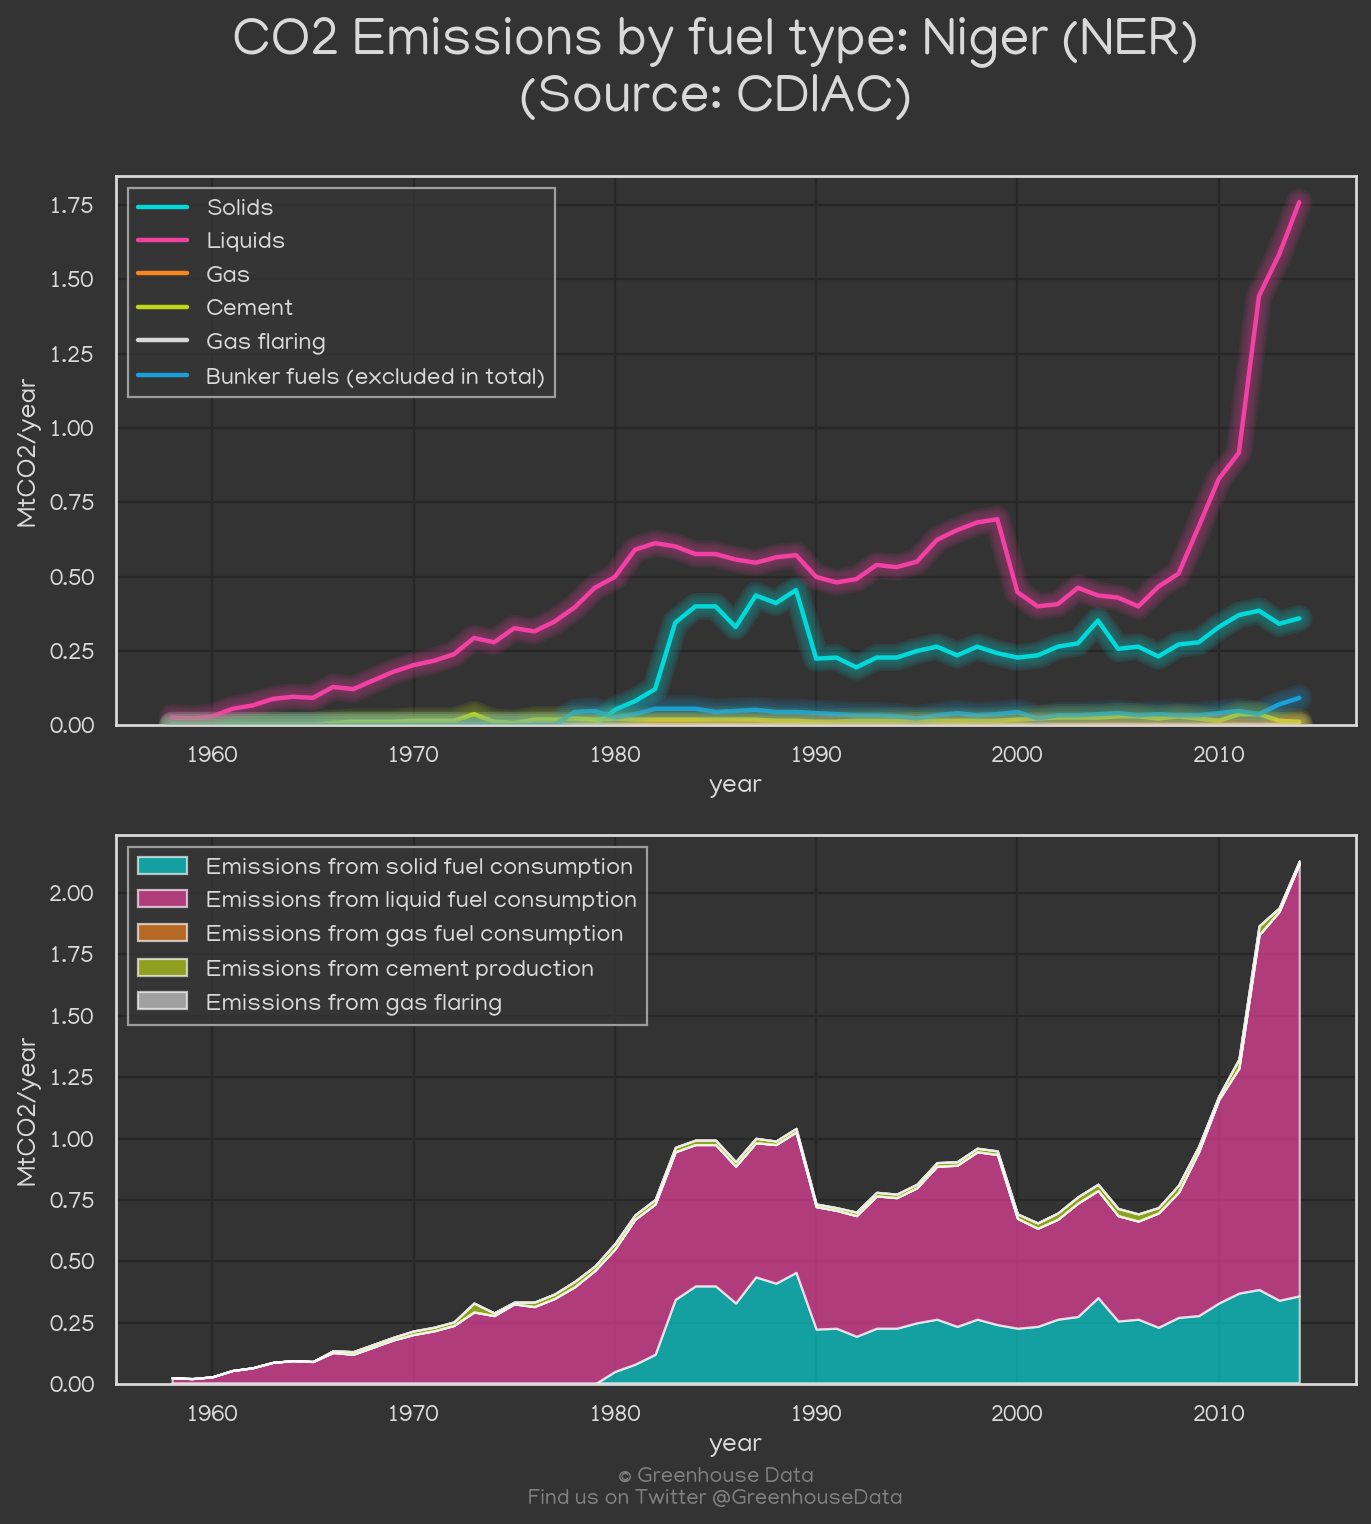 CO2 Emissions by fuel type: Niger (NER)
(Source: CDIAC)
Solids
Liquids
Gas
Cement
Gas flaring
Bunker fuels (excluded in total)
MtCO2/year
1.75
1.50
1.25
1.00
0.75
0.50
0.25
0.00
1960 1970 1980 1990 2000 2010
year
Emissions from solid fuel consumption
Emissions from liquid fuel consumption
Emissions from gas fuel consumption
Emissions from cement production
Emissions from gas flaring
MtCO2/year
2.00
1.75
1.50
1.25
1.00
0.75
0.50
0.25
0.00
1960 1970 1980 1990 2000 2010
year
© Greenhouse Data
Find us on Twitter @GreenhouseData